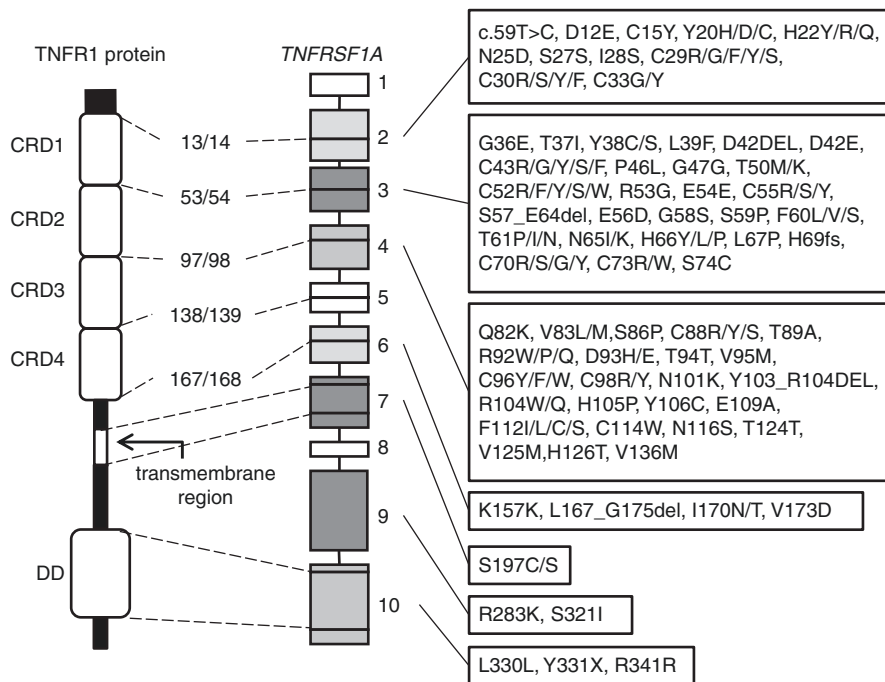 TNFR1 protein
TNFRSF1A
CRD1
CRD2
CRD3
CRD4
DD
13/14
53/54
97/98
138/139
167/168
transmembrane
region
1
2
3
4
5
6
7
8
9
10
c.59T>C, D12E, C15Y, Y20H/D/C, H22Y/R/Q,
N25D, S27S, I28S, C29R/G/F/Y/S,
C30R/S/Y/F, C33G/Y
G36E, T37I, Y38C/S, L39F, D42DEL, D42E,
C43R/G/Y/S/F, P46L, G47G, T50M/K,
C52R/F/Y/S/W, R53G, E54E, C55R/S/Y,
S57_E64del, E56D, G58S, S59P, F60L/V/S,
T61P/I/N, N65I/K, H66Y/L/P, L67P, H69fs,
C70R/S/G/Y, C73R/W, S74C
Q82K, V83L/M,S86P, C88R/Y/S, T89A,
R92W/P/Q, D93H/E, T94T, V95M,
C96Y/F/W, C98R/Y, N101K, Y103_R104DEL,
R104W/Q, H105P, Y106C, E109A,
F112I/L/C/S, C114W, N116S, T124T,
V125M,H126T, V136M
K157K, L167_G175del, I170N/T, V173D
S197C/S
R283K, S321I
L330L, Y331X, R341R